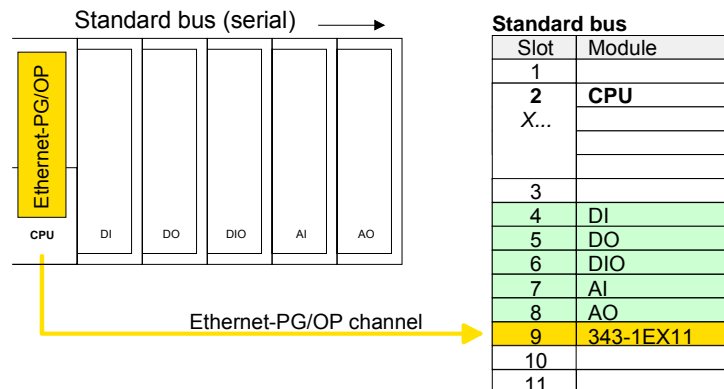 Standard bus (serial)
Ethernet-PG/OP
CPU DI DO DIO AI AO
Ethernet-PG/OP channel
Standard bus
Slot Module
1
2 CPU
X...
3
4 DI
5 DO
6 DIO
7 AI
8 AO
9 343-1EX11
10
11